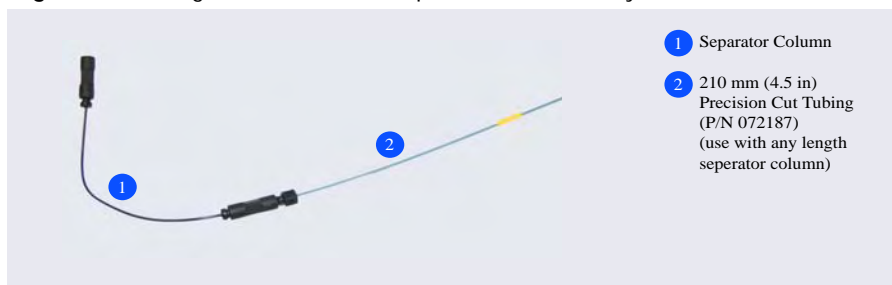 1 Separator Column
2 210 mm (4.5 in)
Precision Cut Tubing
(P/N 072187)
(use with any length
seperator column)
2
1